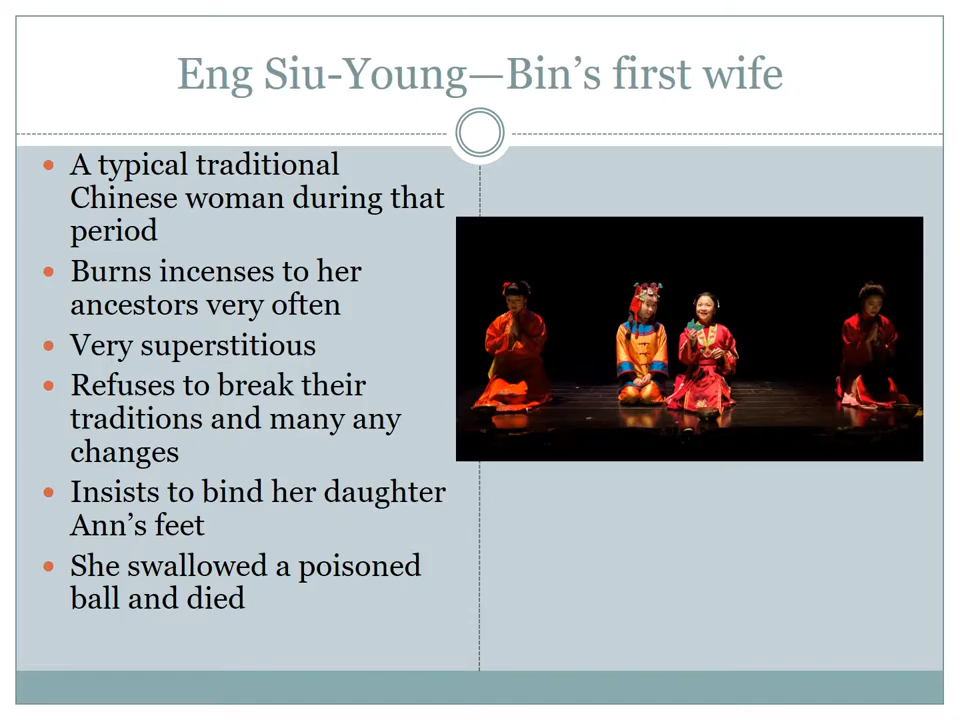 Eng Siu-Young—Bin’s first wife
A typical traditional
Chinese woman during that
period
Burns incenses to her
ancestors very often
Very superstitious
Refuses to break their
traditions and many any
changes
Insists to bind her daughter
Ann’s feet
She swallowed a poisoned
ball and died